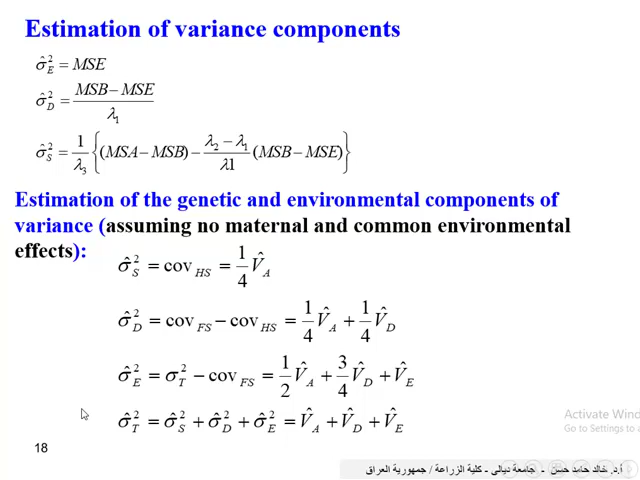 Estimation of variance components
σ̂²_E = MSE
σ̂²_D = (MSB − MSE) / λ₁
σ̂²_S = 1/λ₃ {(MSA − MSB) − (λ₂ − λ₁)/λ1 (MSB − MSE)}
Estimation of the genetic and environmental components of
variance (assuming no maternal and common environmental
effects):
σ̂²_S = cov_HS = 1/4 V̂_A
σ̂²_D = cov_FS − cov_HS = 1/4 V̂_A + 1/4 V̂_D
σ̂²_E = σ²_T − cov_FS = 1/2 V̂_A + 3/4 V̂_D + V̂_E
σ̂²_T = σ̂²_S + σ̂²_D + σ̂²_E = V̂_A + V̂_D + V̂_E
Activate Wind
Go to Settings to a
18
أ.د. خالد حامد حسن - جامعة ديالى - كلية الزراعة / جمهورية العراق